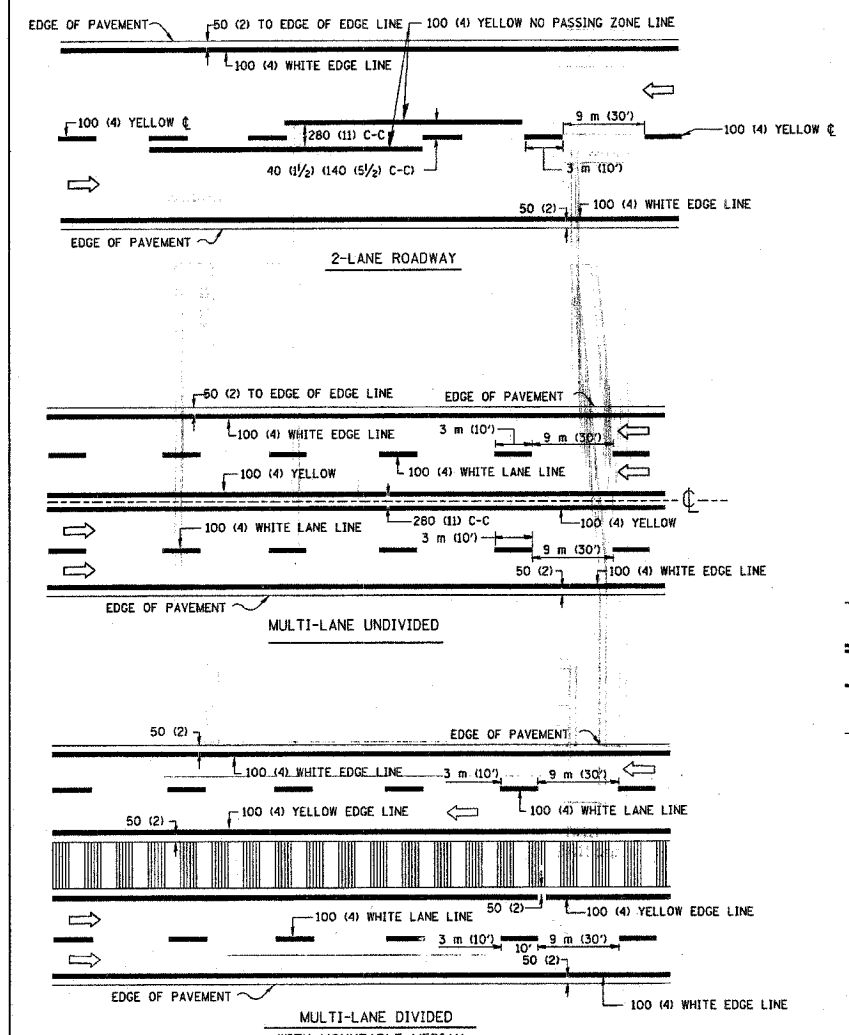 EDGE OF PAVEMENT
50 (2) TO EDGE OF EDGE LINE
100 (4) YELLOW NO PASSING ZONE LINE
100 (4) WHITE EDGE LINE
9 m (30')
100 (4) YELLOW ℄
280 (11) C-C
100 (4) YELLOW ℄
40 (1½) (140 (5½) C-C)
3 m (10')
50 (2)
100 (4) WHITE EDGE LINE
EDGE OF PAVEMENT
2-LANE ROADWAY
50 (2) TO EDGE OF EDGE LINE
EDGE OF PAVEMENT
3 m (10')
100 (4) WHITE EDGE LINE
9 m (30')
100 (4) WHITE LANE LINE
100 (4) YELLOW
℄
280 (11) C-C
100 (4) YELLOW
100 (4) WHITE LANE LINE
3 m (10')
9 m (30')
50 (2)
100 (4) WHITE EDGE LINE
EDGE OF PAVEMENT
MULTI-LANE UNDIVIDED
50 (2)
EDGE OF PAVEMENT
100 (4) WHITE EDGE LINE
3 m (10')
9 m (30')
100 (4) YELLOW EDGE LINE
100 (4) WHITE LANE LINE
50 (2)
50 (2)
100 (4) YELLOW EDGE LINE
100 (4) WHITE LANE LINE
3 m (10')
10'
9 m (30')
50 (2)
EDGE OF PAVEMENT
100 (4) WHITE EDGE LINE
MULTI-LANE DIVIDED